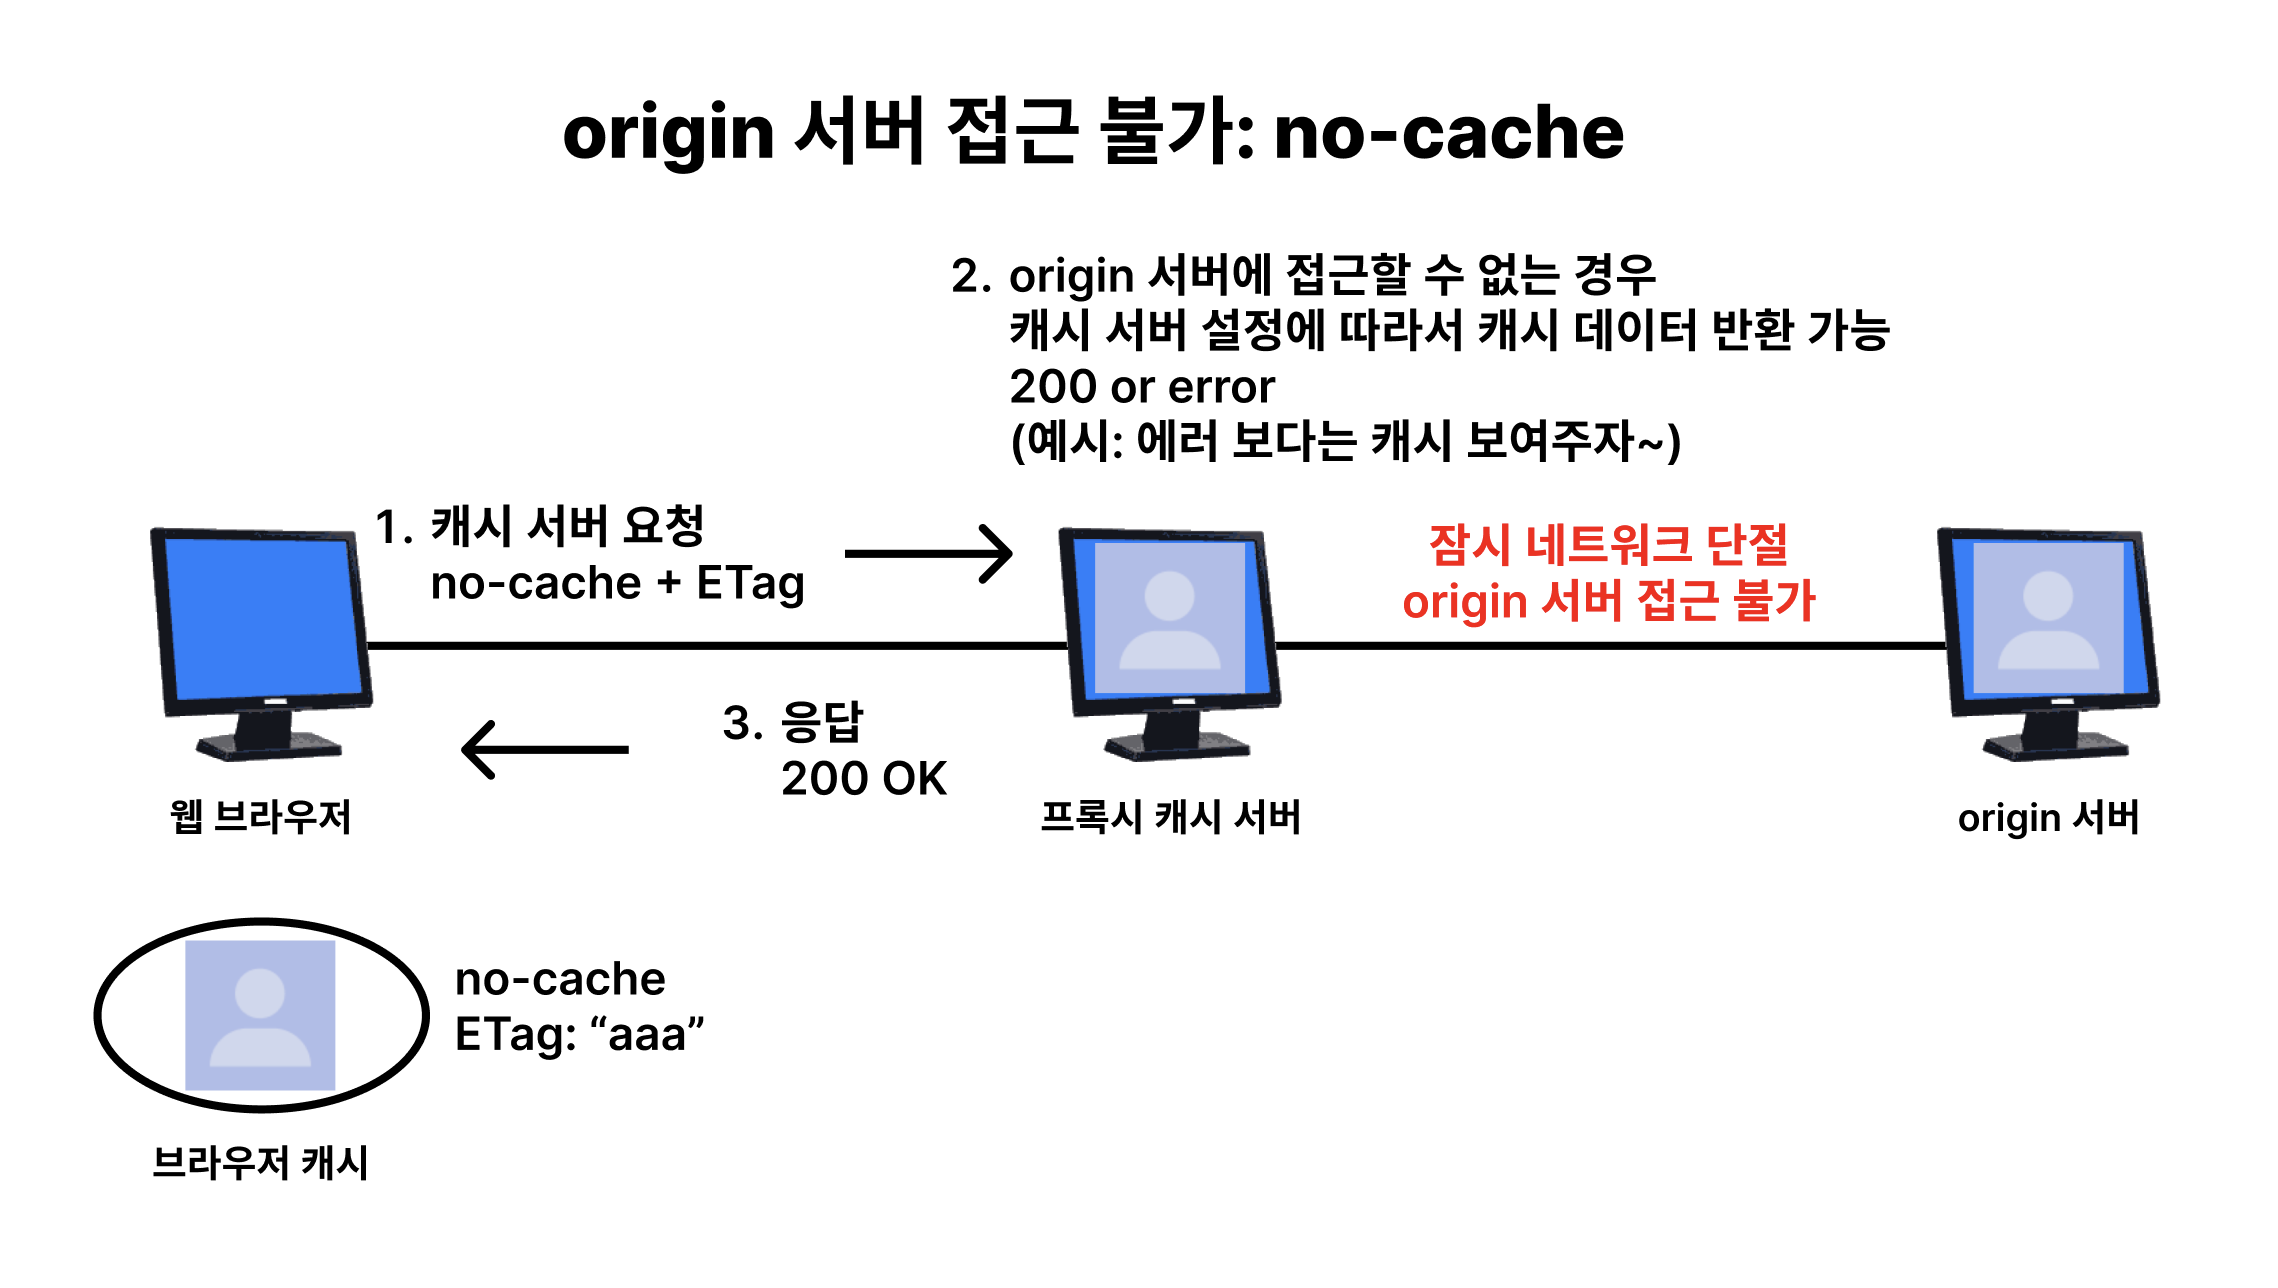 origin 서버 접근 불가: no-cache
2. origin 서버에 접근할 수 없는 경우
캐시 서버 설정에 따라서 캐시 데이터 반환 가능
200 or error
(예시: 에러 보다는 캐시 보여주자~)
1. 캐시 서버 요청
no-cache + ETag
잠시 네트워크 단절
origin 서버 접근 불가
3. 응답
200 OK
웹 브라우저
프록시 캐시 서버
origin 서버
no-cache
ETag: “aaa”
브라우저 캐시